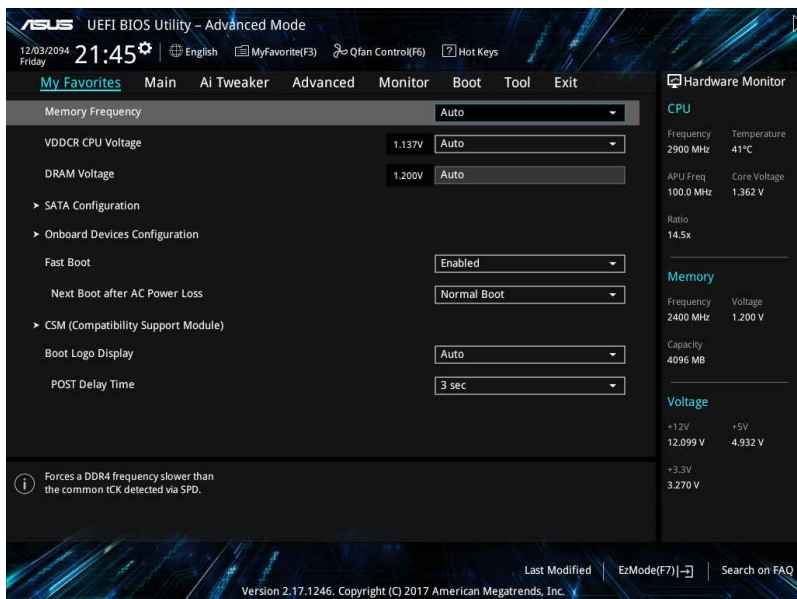 ASUS UEFI BIOS Utility – Advanced Mode
12/03/2094
Friday
21:45
English
MyFavorite(F3)
Qfan Control(F6)
? Hot Keys
My Favorites Main Ai Tweaker Advanced Monitor Boot Tool Exit
Memory Frequency Auto
VDDCR CPU Voltage 1.137V Auto
DRAM Voltage 1.200V Auto
> SATA Configuration
> Onboard Devices Configuration
Fast Boot Enabled
Next Boot after AC Power Loss Normal Boot
> CSM (Compatibility Support Module)
Boot Logo Display Auto
POST Delay Time 3 sec
i
Forces a DDR4 frequency slower than
the common tCK detected via SPD.
Hardware Monitor
CPU
Frequency Temperature
2900 MHz 41°C
APU Freq Core Voltage
100.0 MHz 1.362 V
Ratio
14.5x
Memory
Frequency Voltage
2400 MHz 1.200 V
Capacity
4096 MB
Voltage
+12V +5V
12.099 V 4.932 V
+3.3V
3.270 V
Last Modified
EzMode(F7)
Search on FAQ
Version 2.17.1246. Copyright (C) 2017 American Megatrends, Inc.